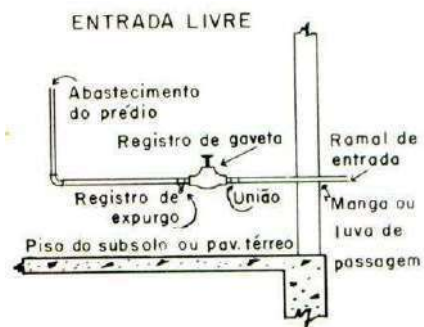 ENTRADA LIVRE
Abastecimento
do prédio
Registro de gaveta
Ramal de
entrada
Registro de
expurgo
União
Manga ou
luva de
passagem
Piso do subsolo ou pav. térreo